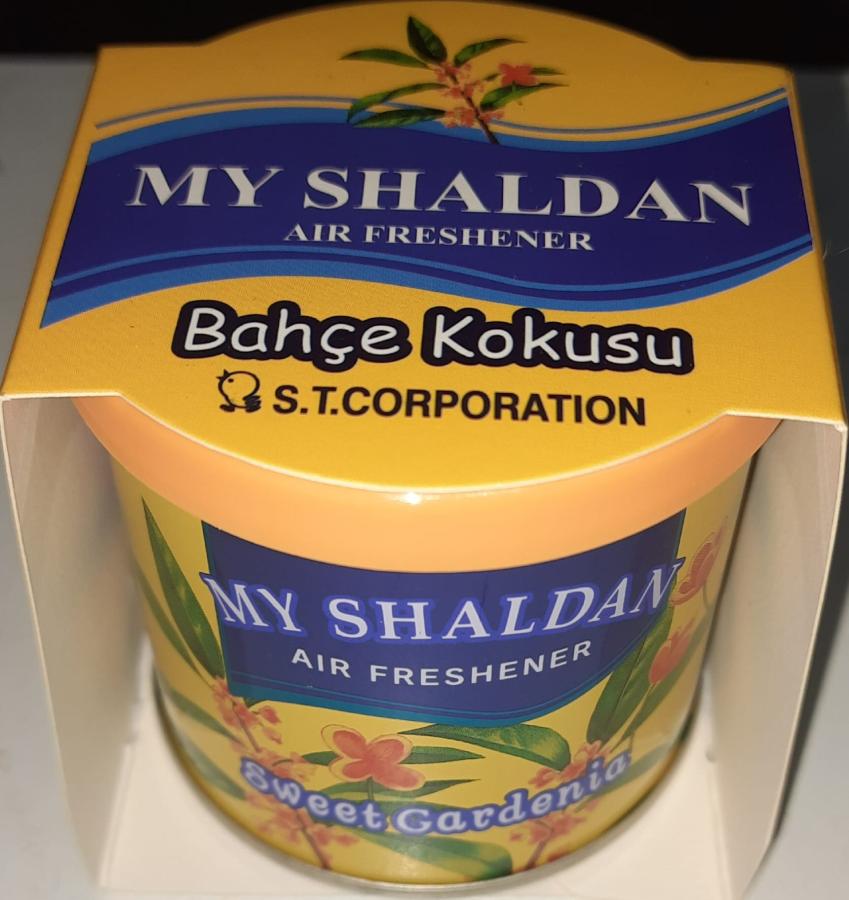 MY SHALDAN
AIR FRESHENER
Bahçe Kokusu
S.T.CORPORATION
MY SHALDAN
AIR FRESHENER
Sweet Gardenia